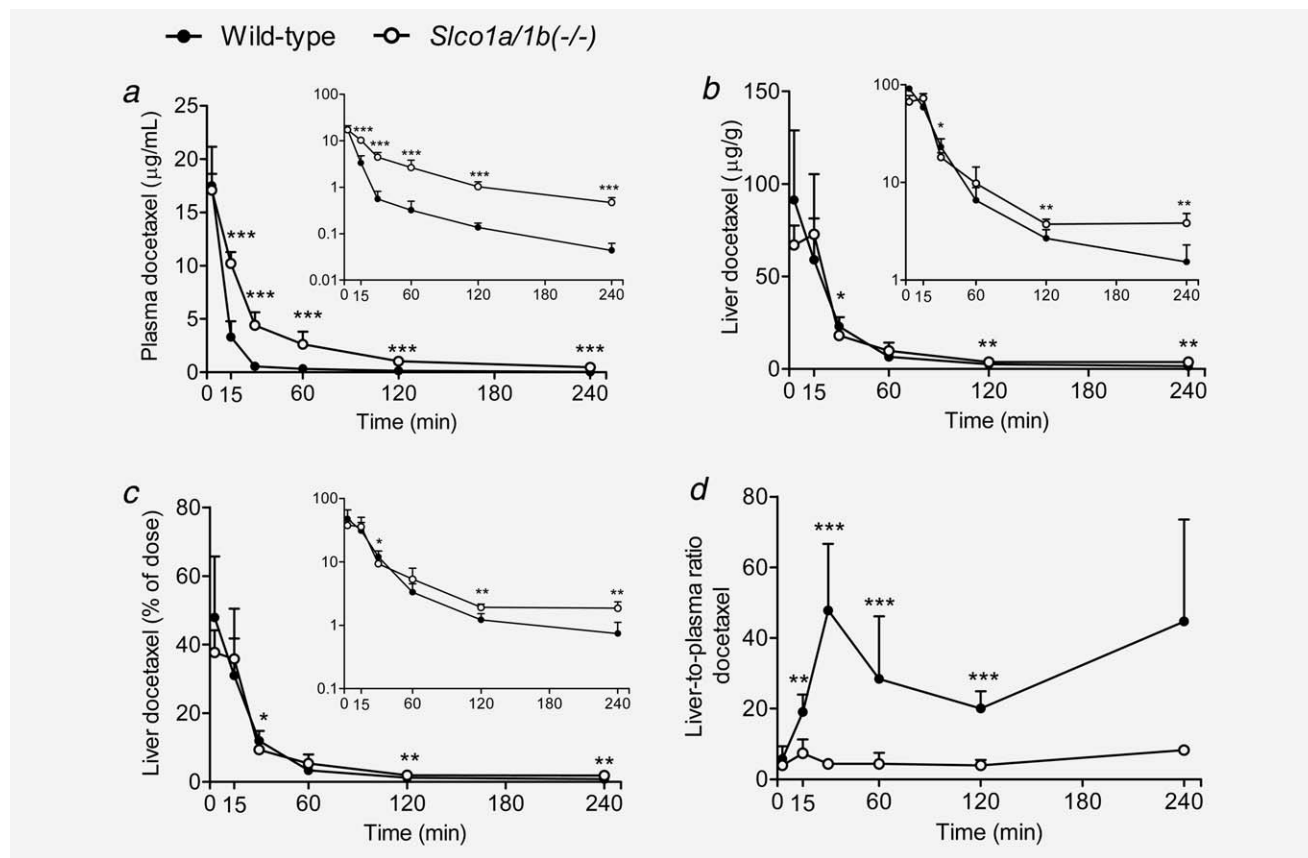 Wild-type Slco1a/1b(-/-)
a
Plasma docetaxel (μg/mL)
25
20
15
10
5
0
***
***
***
***
***
0 15 60 120 180 240
Time (min)
100
10
1
0.1
0.01
***
***
***
***
***
0 15 60 120 180 240
b
Liver docetaxel (μg/g)
150
100
50
0
*
**
**
0 15 60 120 180 240
Time (min)
100
10
1
*
**
**
0 15 60 120 180 240
c
Liver docetaxel (% of dose)
80
60
40
20
0
*
**
**
0 15 60 120 180 240
Time (min)
100
10
1
0.1
*
**
**
0 15 60 120 180 240
d
Liver-to-plasma ratio
docetaxel
80
60
40
20
0
**
***
***
***
0 15 60 120 180 240
Time (min)